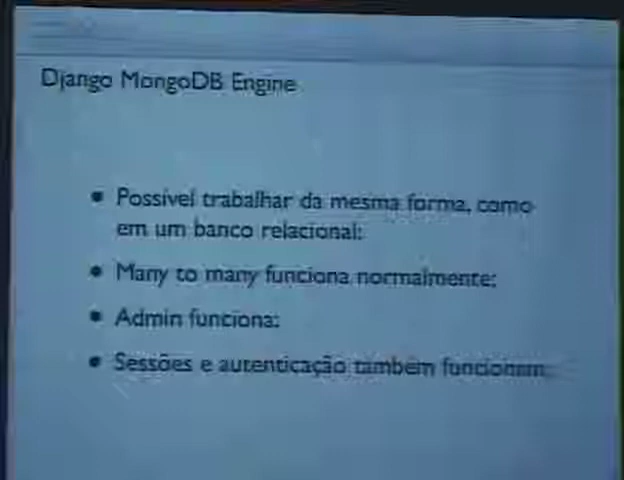 Django MongoDB Engine
• Possível trabalhar da mesma forma, como
em um banco relacional;
• Many to many funciona normalmente;
• Admin funciona;
• Sessões e autenticação também funcionam.